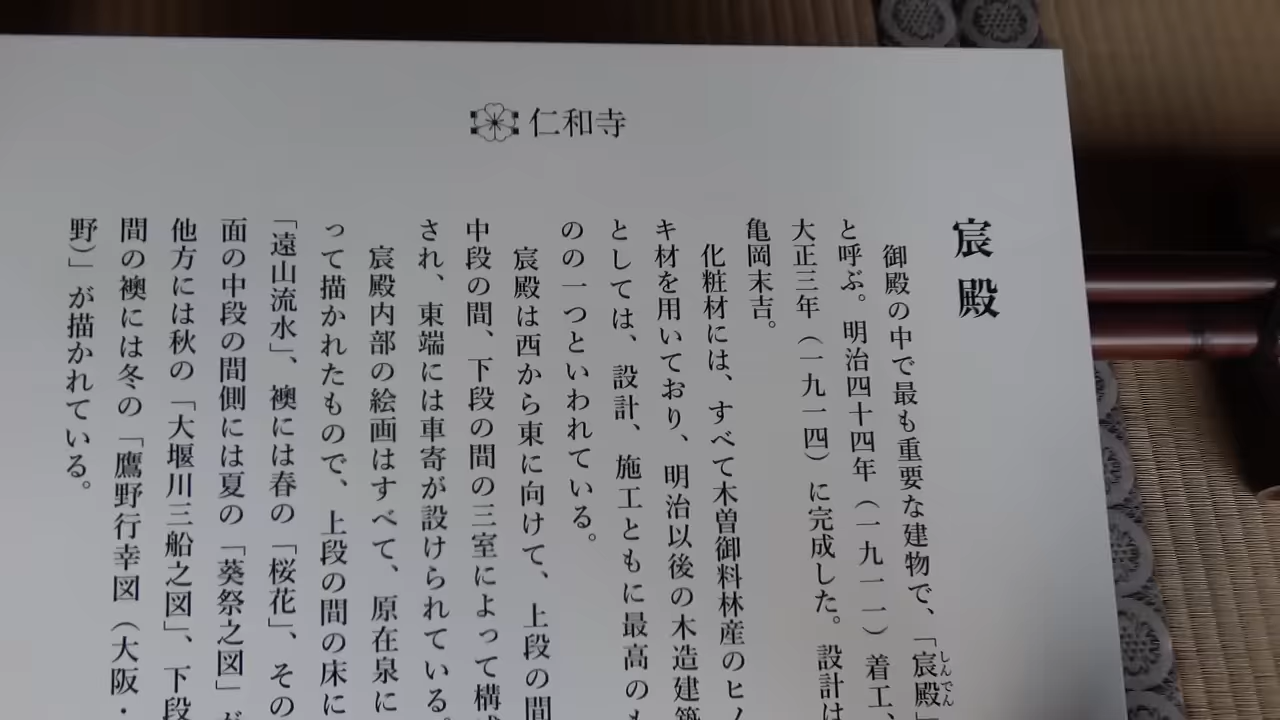 仁和寺
宸殿
御殿の中で最も重要な建物で、「宸殿」
しんでん
と呼ぶ。明治四十四年（一九一一）着工、
大正三年（一九一四）に完成した。設計は
亀岡末吉。
化粧材には、すべて木曽御料林産のヒノ
キ材を用いており、明治以後の木造建築
としては、設計、施工ともに最高のも
のの一つといわれている。
宸殿は西から東に向けて、上段の間
中段の間、下段の間の三室によって構成
され、東端には車寄が設けられている。
宸殿内部の絵画はすべて、原在泉に
って描かれたもので、上段の間の床に
「遠山流水」、襖には春の「桜花」、その
面の中段の間側には夏の「葵祭之図」が
他方には秋の「大堰川三船之図」、下段
間の襖には冬の「鷹野行幸図（大阪・
野）」が描かれている。